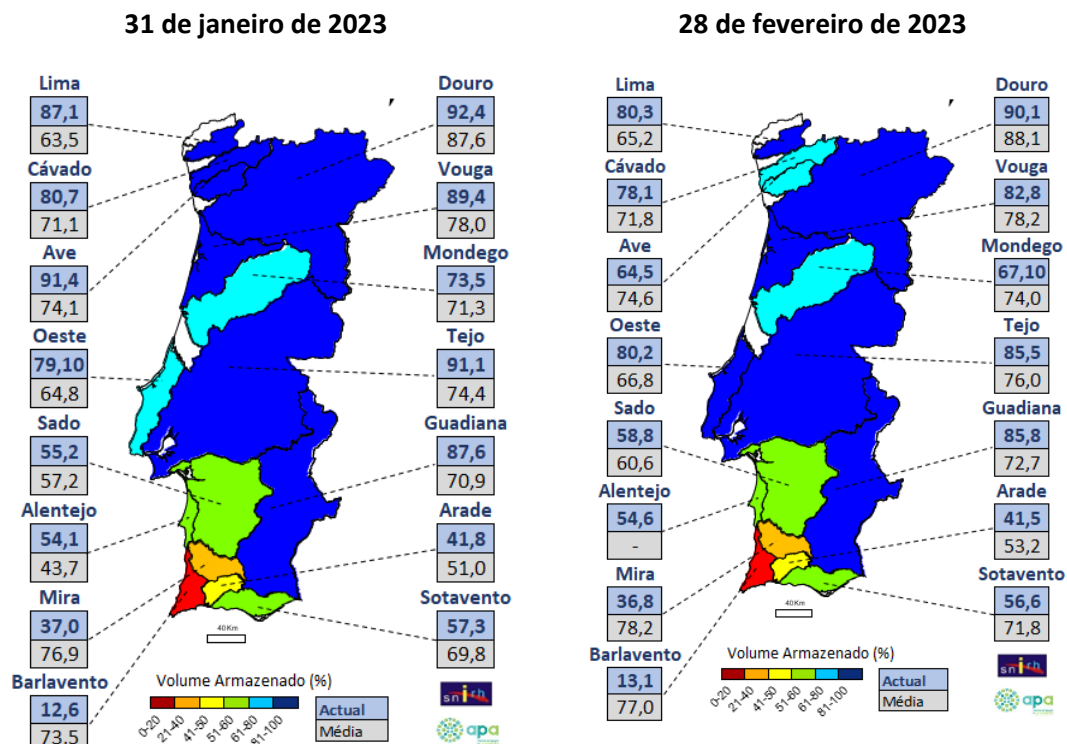 31 de janeiro de 2023
Lima
87,1
63,5
Cávado
80,7
71,1
Ave
91,4
74,1
Oeste
79,10
64,8
Sado
55,2
57,2
Alentejo
54,1
43,7
Mira
37,0
76,9
Barlavento
12,6
73,5
Douro
92,4
87,6
Vouga
89,4
78,0
Mondego
73,5
71,3
Tejo
91,1
74,4
Guadiana
87,6
70,9
Arade
41,8
51,0
Sotavento
57,3
69,8
40 Km
Volume Armazenado (%)
0-20
21-40
41-50
51-60
61-80
81-100
Actual
Média
snirh
apa
28 de fevereiro de 2023
Lima
80,3
65,2
Cávado
78,1
71,8
Ave
64,5
74,6
Oeste
80,2
66,8
Sado
58,8
60,6
Alentejo
54,6
-
Mira
36,8
78,2
Barlavento
13,1
77,0
Douro
90,1
88,1
Vouga
82,8
78,2
Mondego
67,10
74,0
Tejo
85,5
76,0
Guadiana
85,8
72,7
Arade
41,5
53,2
Sotavento
56,6
71,8
40 Km
Volume Armazenado (%)
0-20
21-40
41-50
51-60
61-80
81-100
Actual
Média
snirh
apa